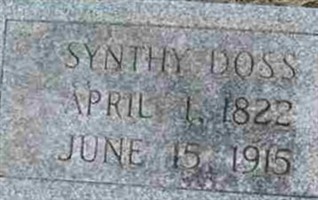 SYNTHY DOSS
APRIL 1, 1822
JUNE 15, 1915